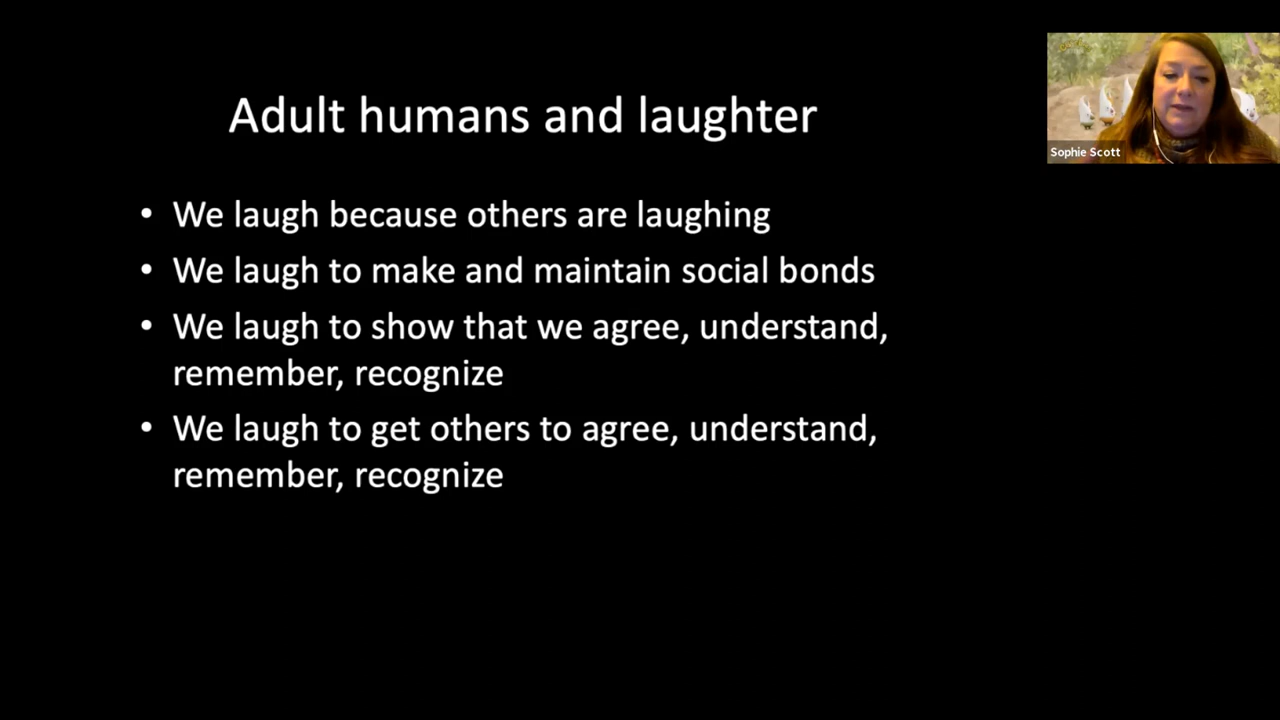 Adult humans and laughter
Sophie Scott
• We laugh because others are laughing
• We laugh to make and maintain social bonds
• We laugh to show that we agree, understand,
remember, recognize
• We laugh to get others to agree, understand,
remember, recognize